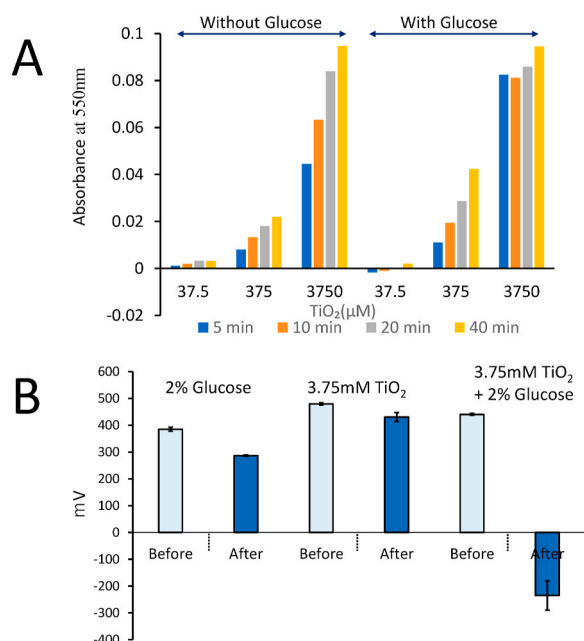 A
Without Glucose With Glucose
Absorbance at 550nm
0.1
0.08
0.06
0.04
0.02
0
-0.02
37.5 375 3750 37.5 375 3750
TiO₂(µM)
5 min 10 min 20 min 40 min
B
2% Glucose 3.75mM TiO₂ 3.75mM TiO₂
+ 2% Glucose
mV
600
500
400
300
200
100
0
-100
-200
-300
-400
Before After Before After Before After